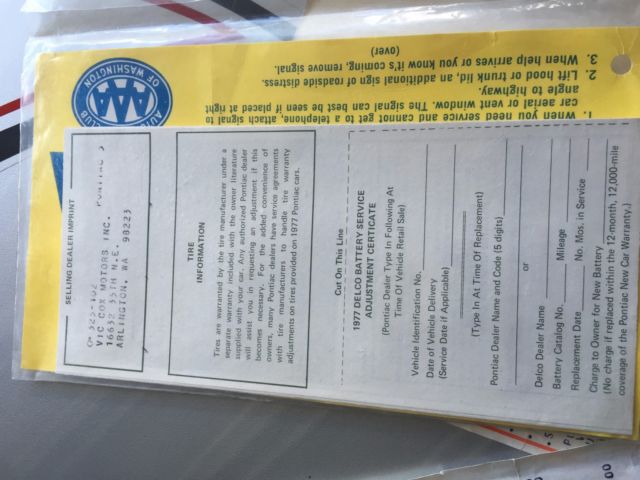 SELLING DEALER IMPRINT
VIC COX MOTORS INC.
ARLINGTON, WA 98223
TIRE
INFORMATION
Tires are warranted by the tire manufacturer under a
separate warranty included with the owner literature
supplied with your car. Any authorized Pontiac dealer
will assist you in requesting an adjustment if this
becomes necessary. For the added convenience of
owners, many Pontiac dealers have service agreements
with tire manufacturers to handle tire warranty
adjustments on tires provided on 1977 Pontiac cars.
Cut On This Line
1977 DELCO BATTERY SERVICE
ADJUSTMENT CERTICATE
(Pontiac Dealer Type In Following At
Time Of Vehicle Retail Sale)
Vehicle Identification No.
Date of Vehicle Delivery
(Service Date if Applicable)
(Type In At Time Of Replacement)
Pontiac Dealer Name and Code (5 digits)
or
Delco Dealer Name
Battery Catalog No. Mileage
Replacement Date No. Mos. in Service
Charge to Owner for New Battery
(No charge if replaced within the 12-month, 12,000-mile
coverage of the Pontiac New Car Warranty.)
AAA
OF WASHINGTON
1. When you need service and cannot get to a telephone, attach signal to
car aerial or vent or window. The signal can best be seen if placed at right
angle to highway.
2. Lift hood or trunk lid, an additional sign of roadside distress.
3. When help arrives or you know it's coming, remove signal.
(over)